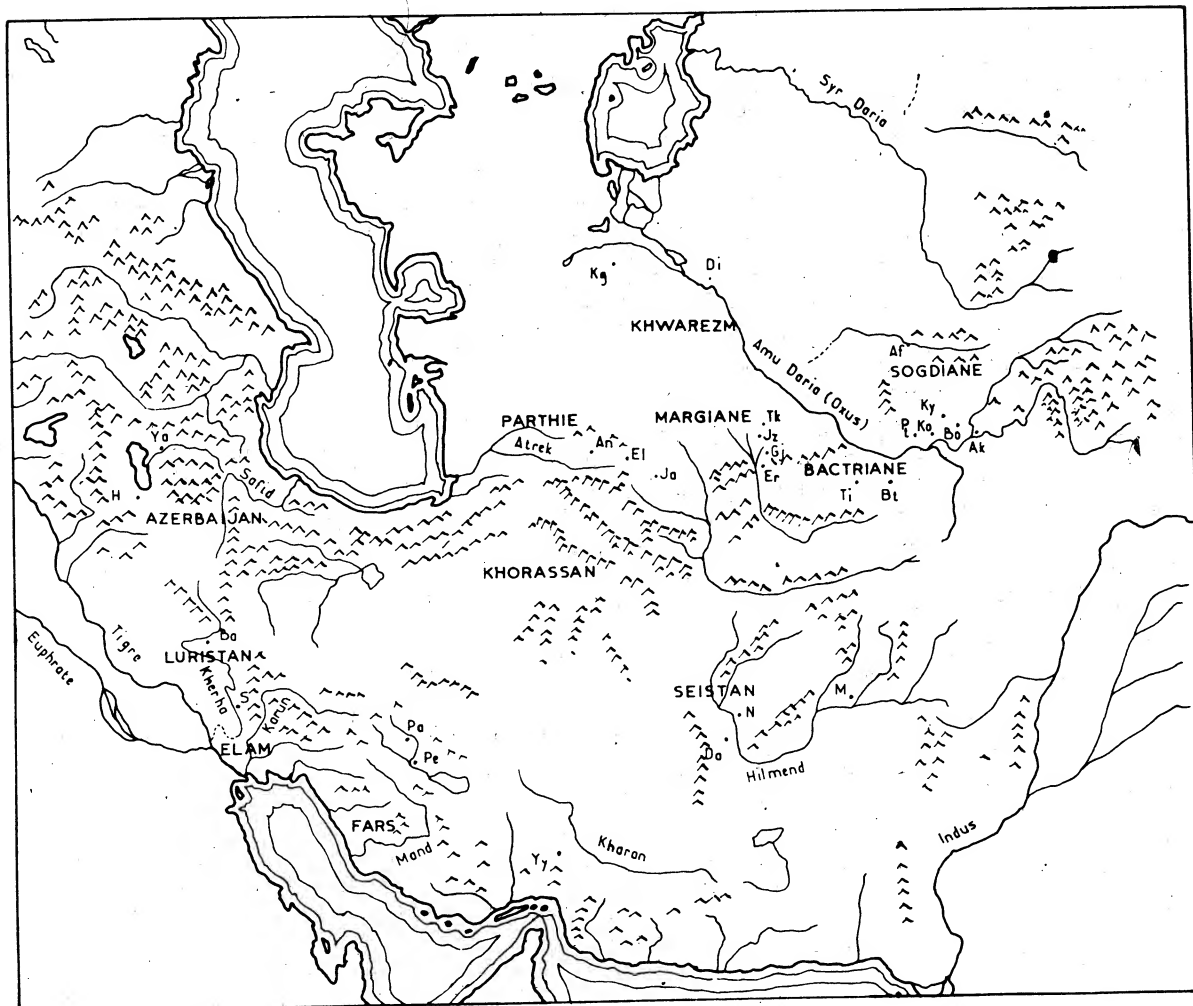 Syr Daria
Kg
Di
KHWAREZM
Amu Daria (Oxus)
Af
SOGDIANE
Ky
Ko
Bo
Ak
PARTHIE
Atrek
An
El
Ja
MARGIANE
Tk
Jz
Gj
Er
BACTRIANE
Ti
Bt
Ya
H
Sefid
AZERBAIJAN
KHORASSAN
Euphrate
Tigre
Ba
LURISTAN
Kherha
S
Karun
ELAM
Pa
Pe
FARS
Mand
Yy
Kharan
SEISTAN
N
M
Da
Hilmend
Indus